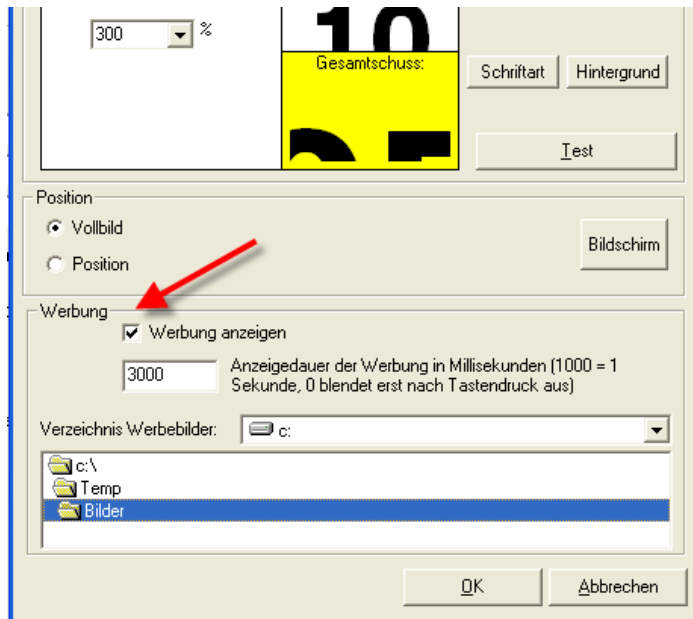 300 %
10
Gesamtschuss:
Schriftart
Hintergrund
Test
Position
Vollbild
Position
Bildschirm
Werbung
Werbung anzeigen
3000
Anzeigedauer der Werbung in Millisekunden (1000 = 1
Sekunde, 0 blendet erst nach Tastendruck aus)
Verzeichnis Werbebilder:
c:
c:\
Temp
Bilder
OK
Abbrechen